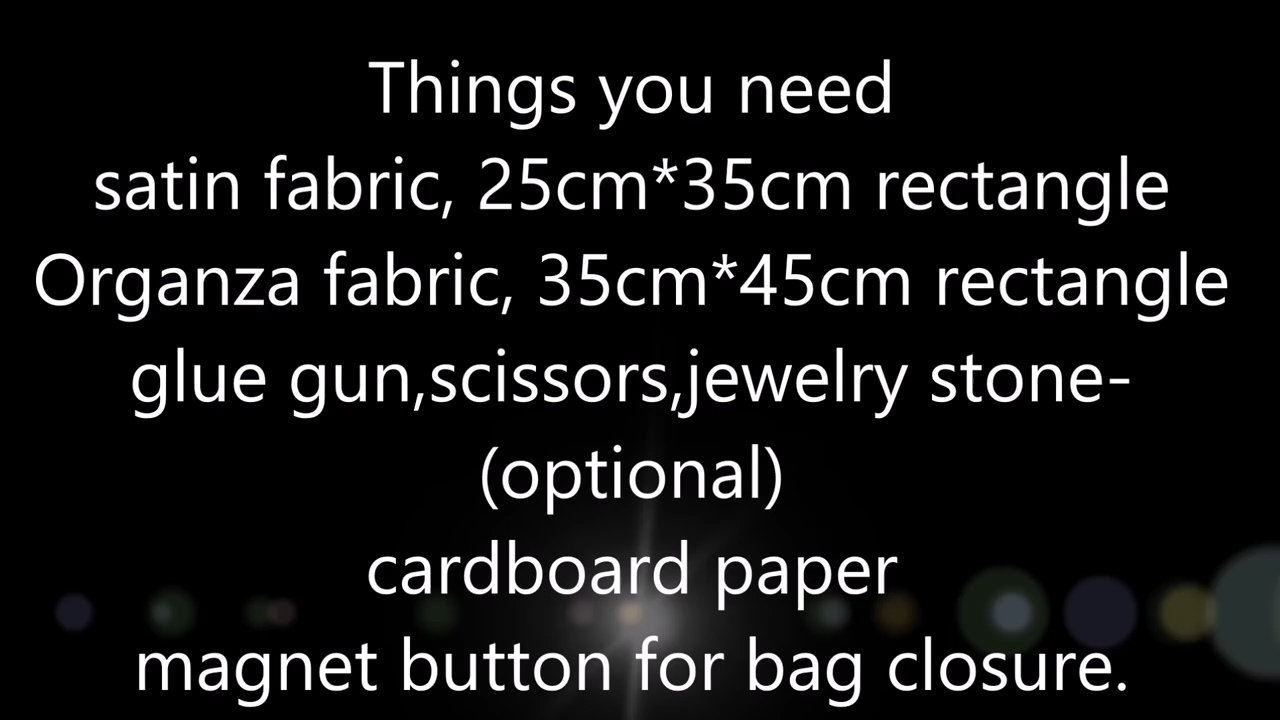 Things you need
satin fabric, 25cm*35cm rectangle
Organza fabric, 35cm*45cm rectangle
glue gun,scissors,jewelry stone-
(optional)
cardboard paper
magnet button for bag closure.